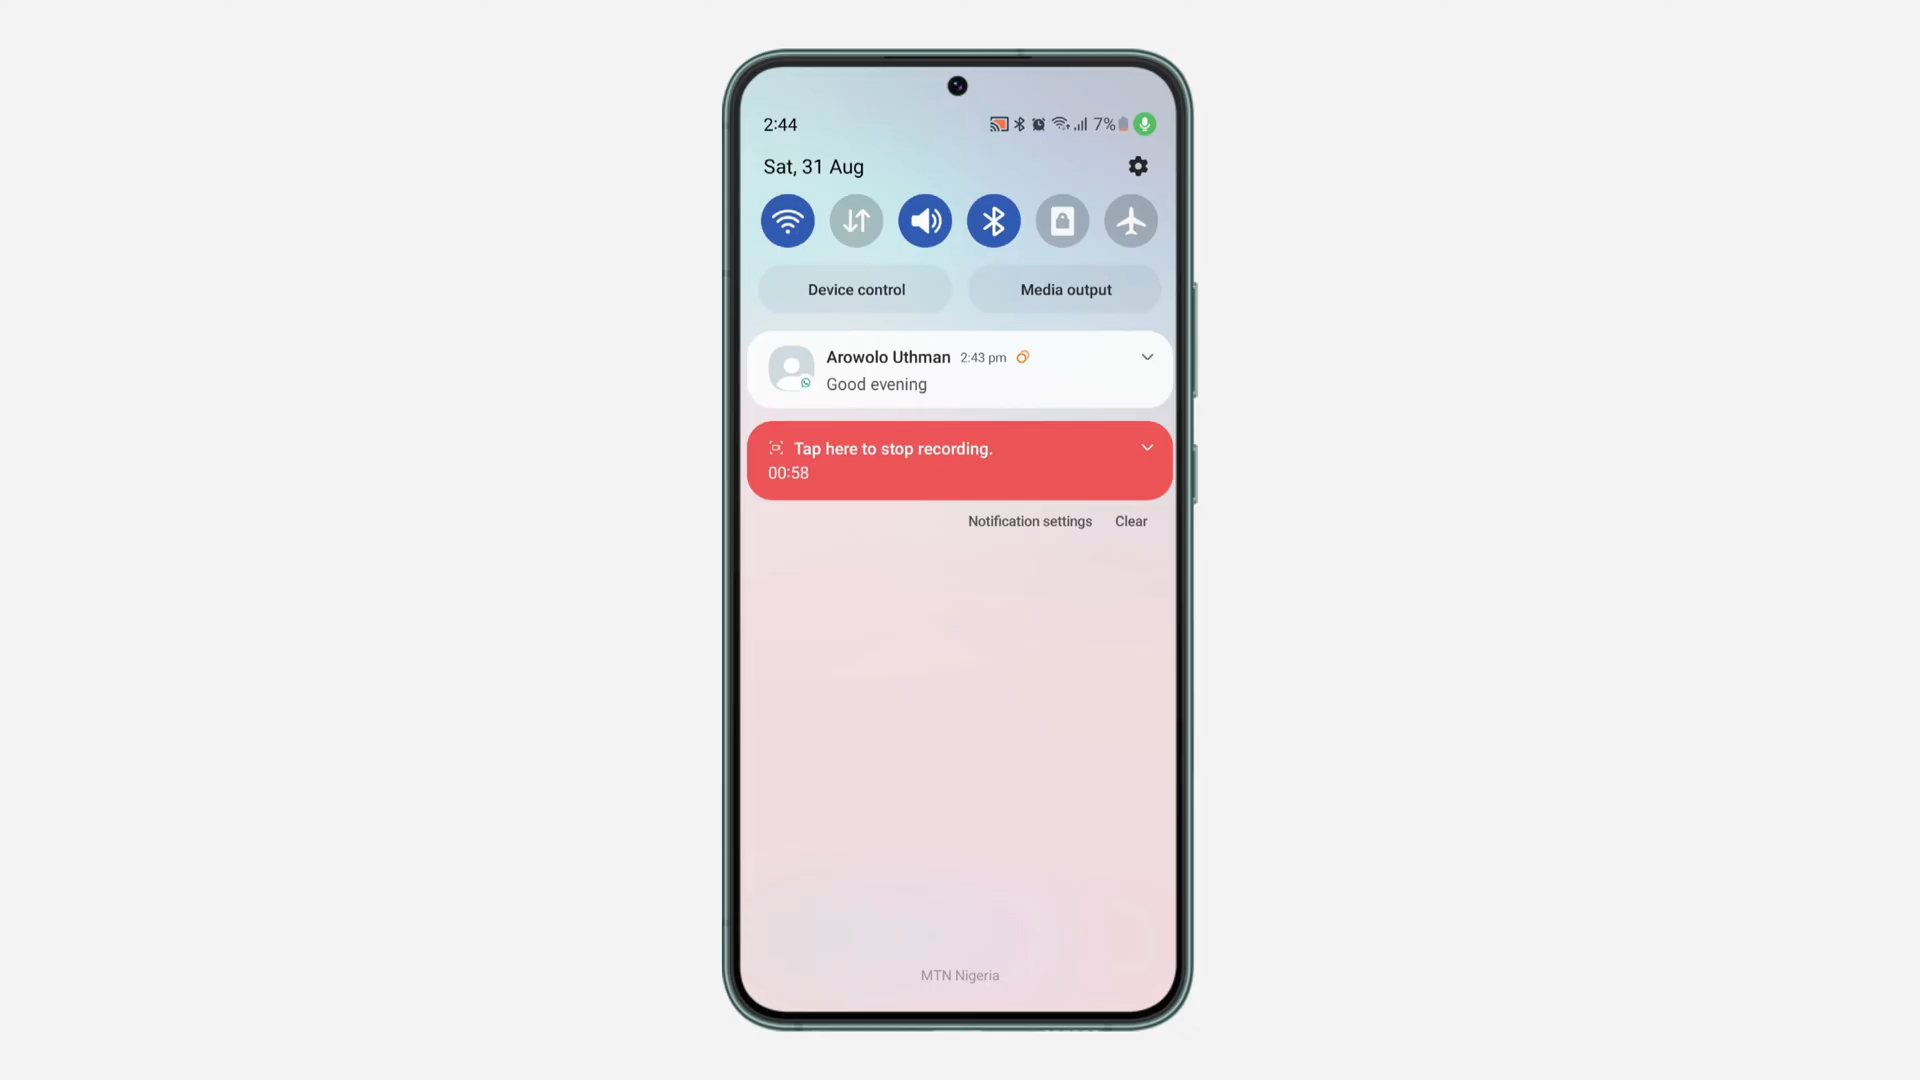 2:44
7%
Sat, 31 Aug
Device control
Media output
Arowolo Uthman 2:43 pm
Good evening
Tap here to stop recording.
00:58
Notification settings
Clear
MTN Nigeria